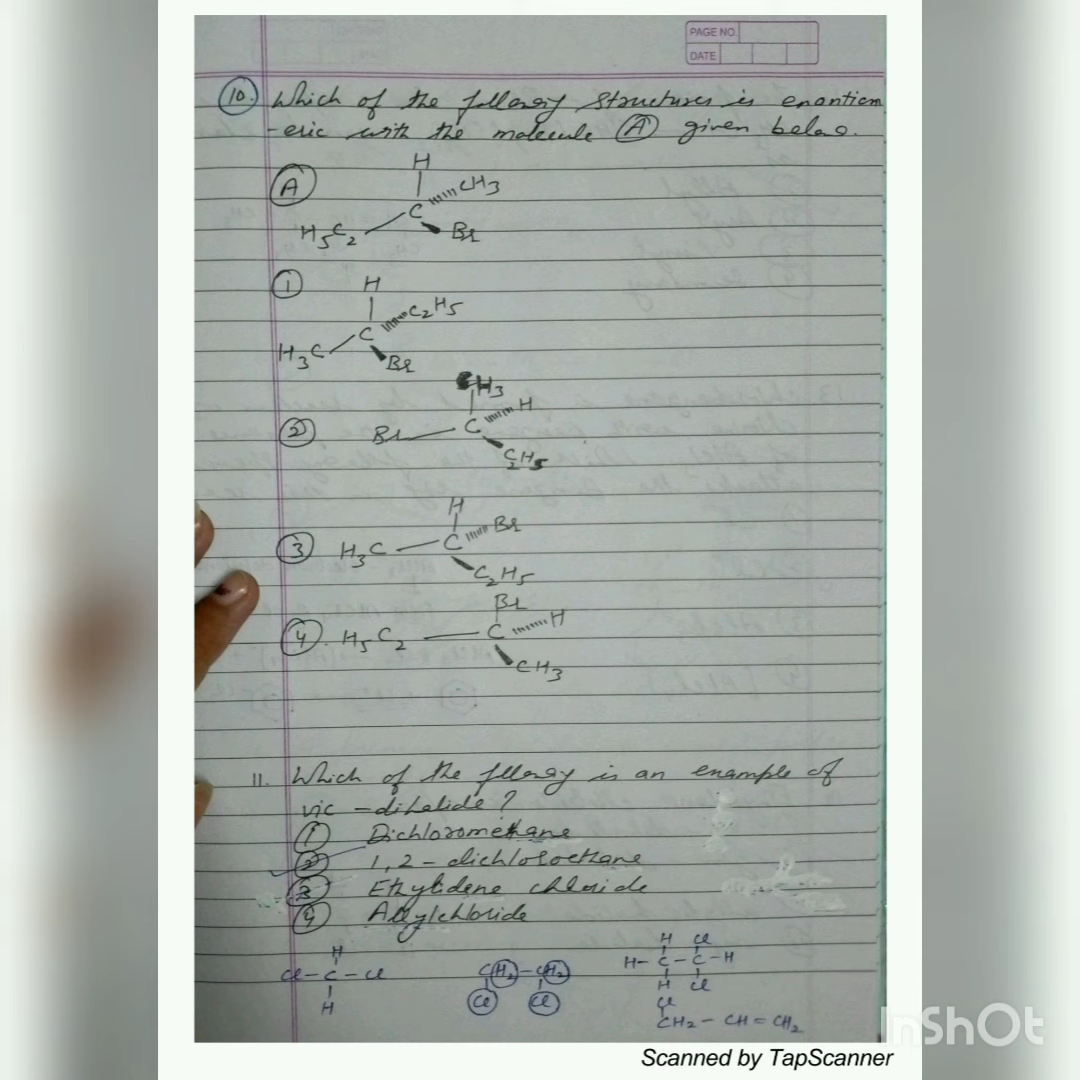 PAGE NO.
DATE
10. Which of the following structures is enantiom
-eric with the molecule (A) given below.
(A)
H
CH3
C
H5C2
Br
(1)
H
C2H5
C
H3C
Br
(2)
CH3
H
Br
C
C2H5
(3)
H
Br
H3C
C
C2H5
(4)
Br
H
H5C2
C
CH3
11. Which of the following is an enample of
vic - dihalide?
(1) Dichloromethane
(2) 1,2 - dichloroethane
(3) Ethylidene chloride
(4) Allylchloride
H
Cl - C - Cl
H
CH2 - CH2
Cl Cl
H Cl
H - C - C - H
H Cl
Cl
CH2 - CH = CH2
InShOt
Scanned by TapScanner